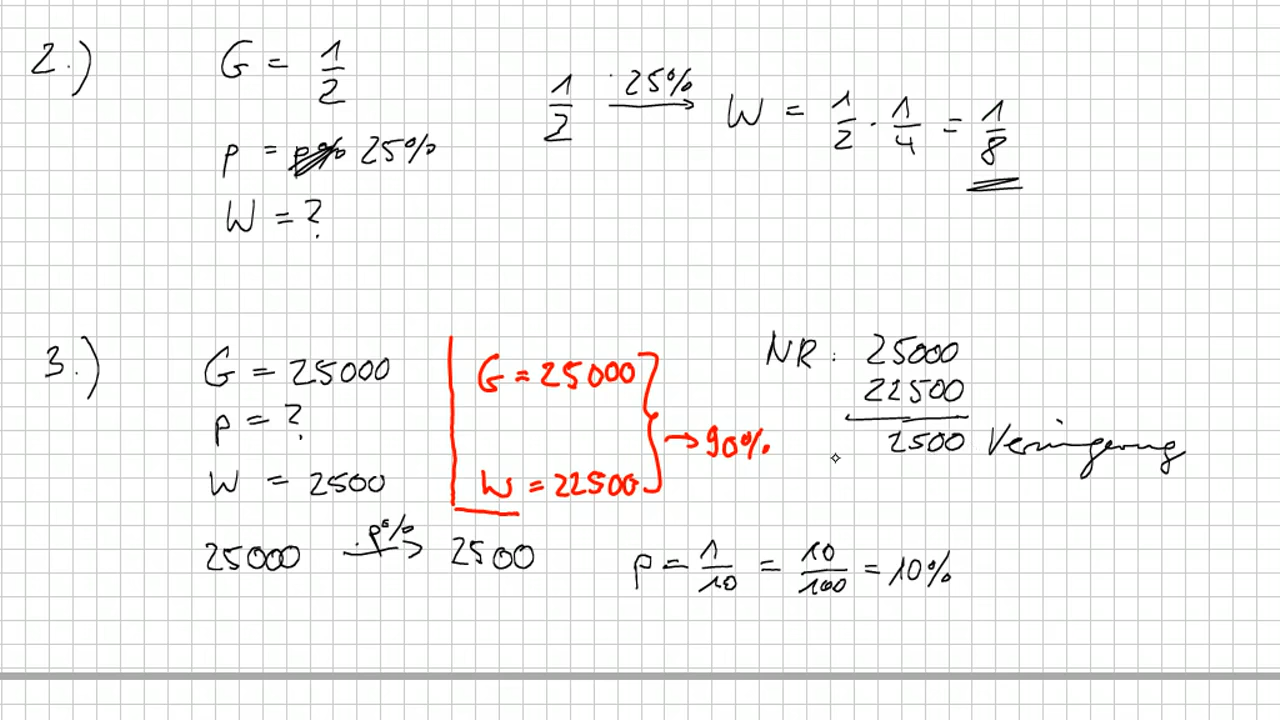 2.)
G = 1/2
p = 25%
W = ?
1/2 ·25% → W = 1/2 · 1/4 = 1/8
3.)
G = 25000
p = ?
W = 2500
G = 25000
W = 22500
→ 90%
NR: 25000
22500
2500 Verringerung
25000 ·p% → 2500
p = 1/10 = 10/100 = 10%